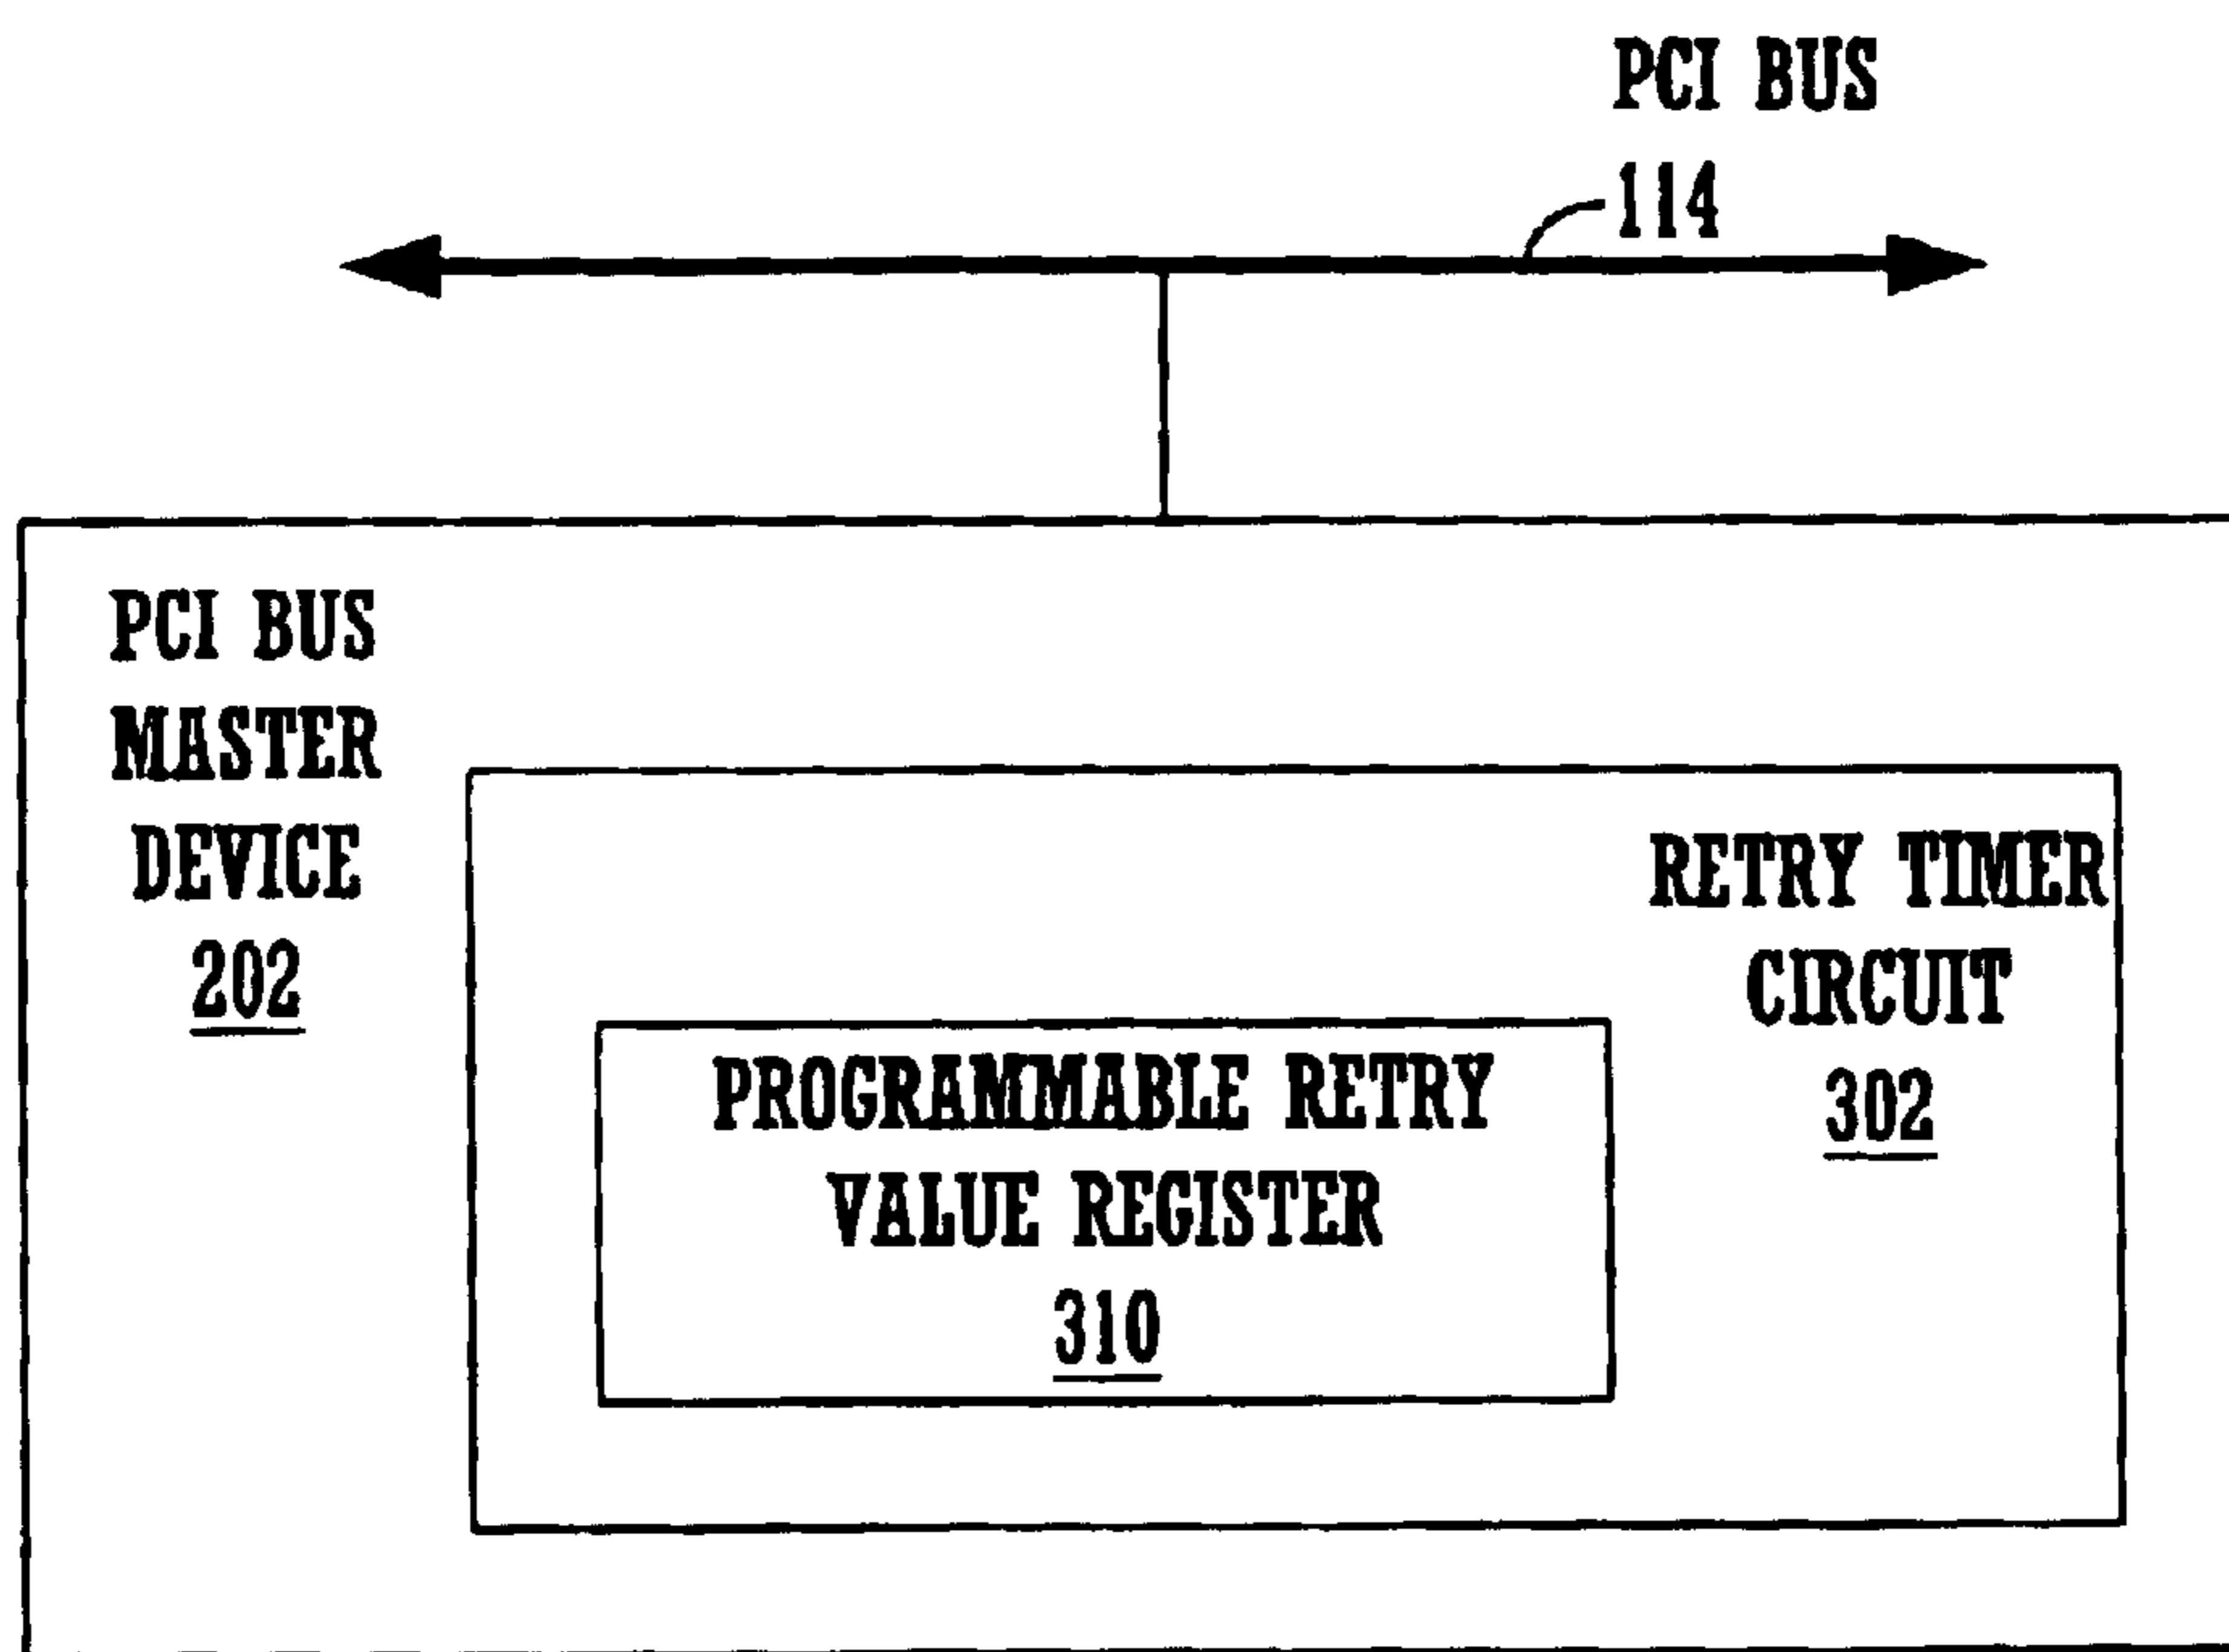 PCI BUS
114
PCI BUS
MASTER
DEVICE
202
RETRY TIMER
CIRCUIT
302
PROGRAMMABLE RETRY
VALUE REGISTER
310